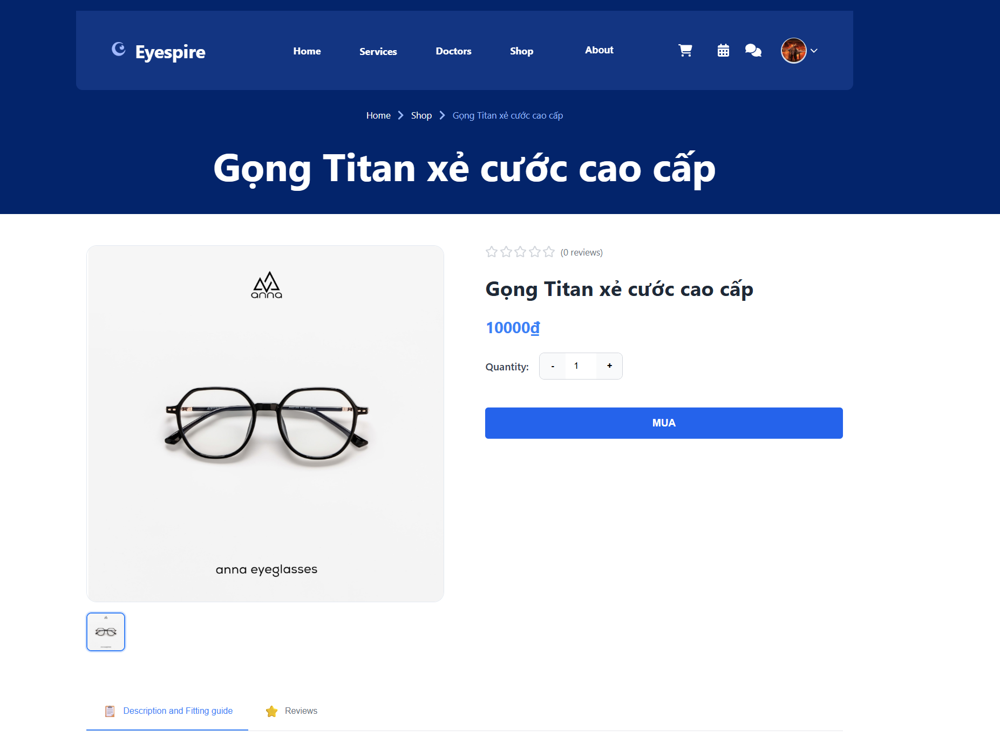 Eyespire
Home
Services
Doctors
Shop
About
Home
Shop
Gọng Titan xẻ cước cao cấp
Gọng Titan xẻ cước cao cấp
anna
anna eyeglasses
(0 reviews)
Gọng Titan xẻ cước cao cấp
10000₫
Quantity:
-
1
+
MUA
Description and Fitting guide
Reviews